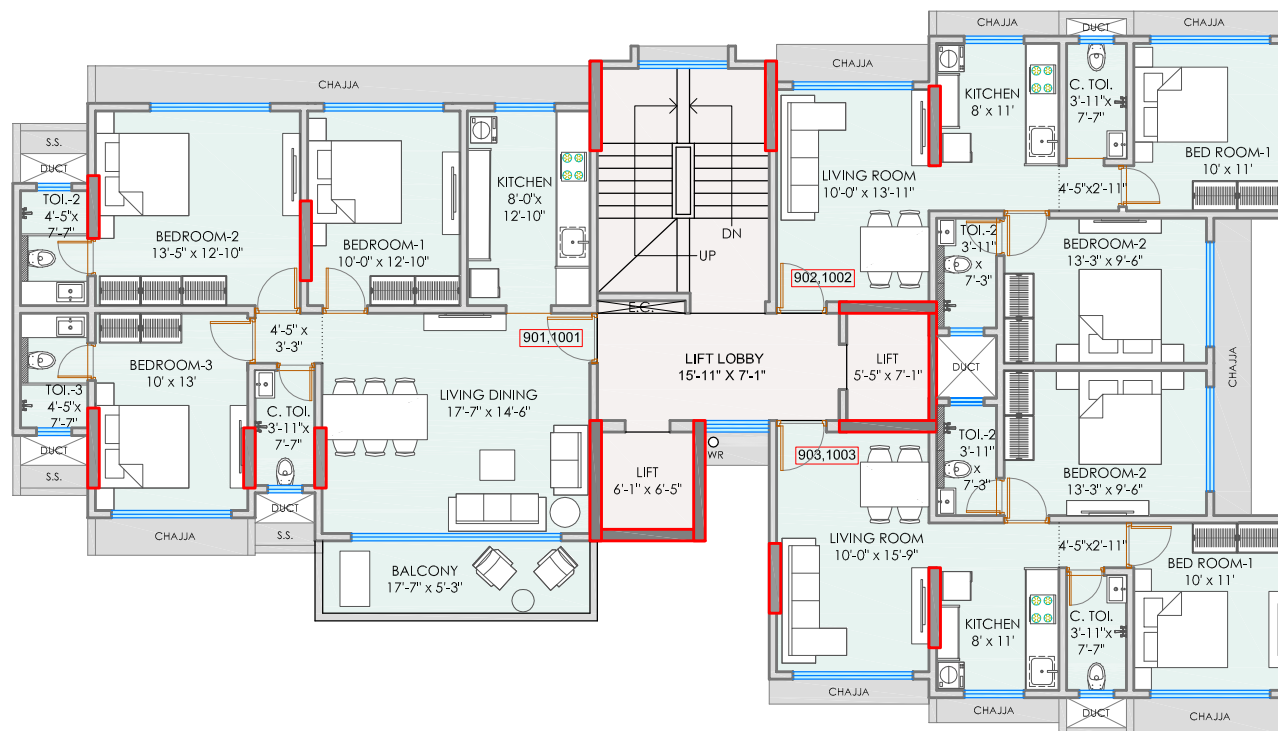 CHAJJA
DUCT
CHAJJA
CHAJJA
CHAJJA
KITCHEN
8' x 11'
C. TOI.
3'-11"x
7'-7"
BED ROOM-1
10' x 11'
LIVING ROOM
10'-0" x 13'-11"
4'-5"x2'-11"
S.S.
DUCT
TOI.-2
4'-5"x
7'-7"
BEDROOM-2
13'-5" x 12'-10"
BEDROOM-1
10'-0" x 12'-10"
KITCHEN
8'-0"x
12'-10"
DN
UP
TOI.-2
3'-11"
x
7'-3"
BEDROOM-2
13'-3" x 9'-6"
902,1002
E.C.
901,1001
4'-5" x
3'-3"
LIFT LOBBY
15'-11" X 7'-1"
LIFT
5'-5" x 7'-1"
DUCT
CHAJJA
BEDROOM-3
10' x 13'
TOI.-3
4'-5"x
7'-7"
DUCT
S.S.
C. TOI.
3'-11"x
7'-7"
LIVING DINING
17'-7" x 14'-6"
WR
903,1003
TOI.-2
3'-11"
x
7'-3"
BEDROOM-2
13'-3" x 9'-6"
LIFT
6'-1" x 6'-5"
DUCT
S.S.
CHAJJA
LIVING ROOM
10'-0" x 15'-9"
4'-5"x2'-11"
BED ROOM-1
10' x 11'
BALCONY
17'-7" x 5'-3"
KITCHEN
8' x 11'
C. TOI.
3'-11"x
7'-7"
CHAJJA
CHAJJA
DUCT
CHAJJA